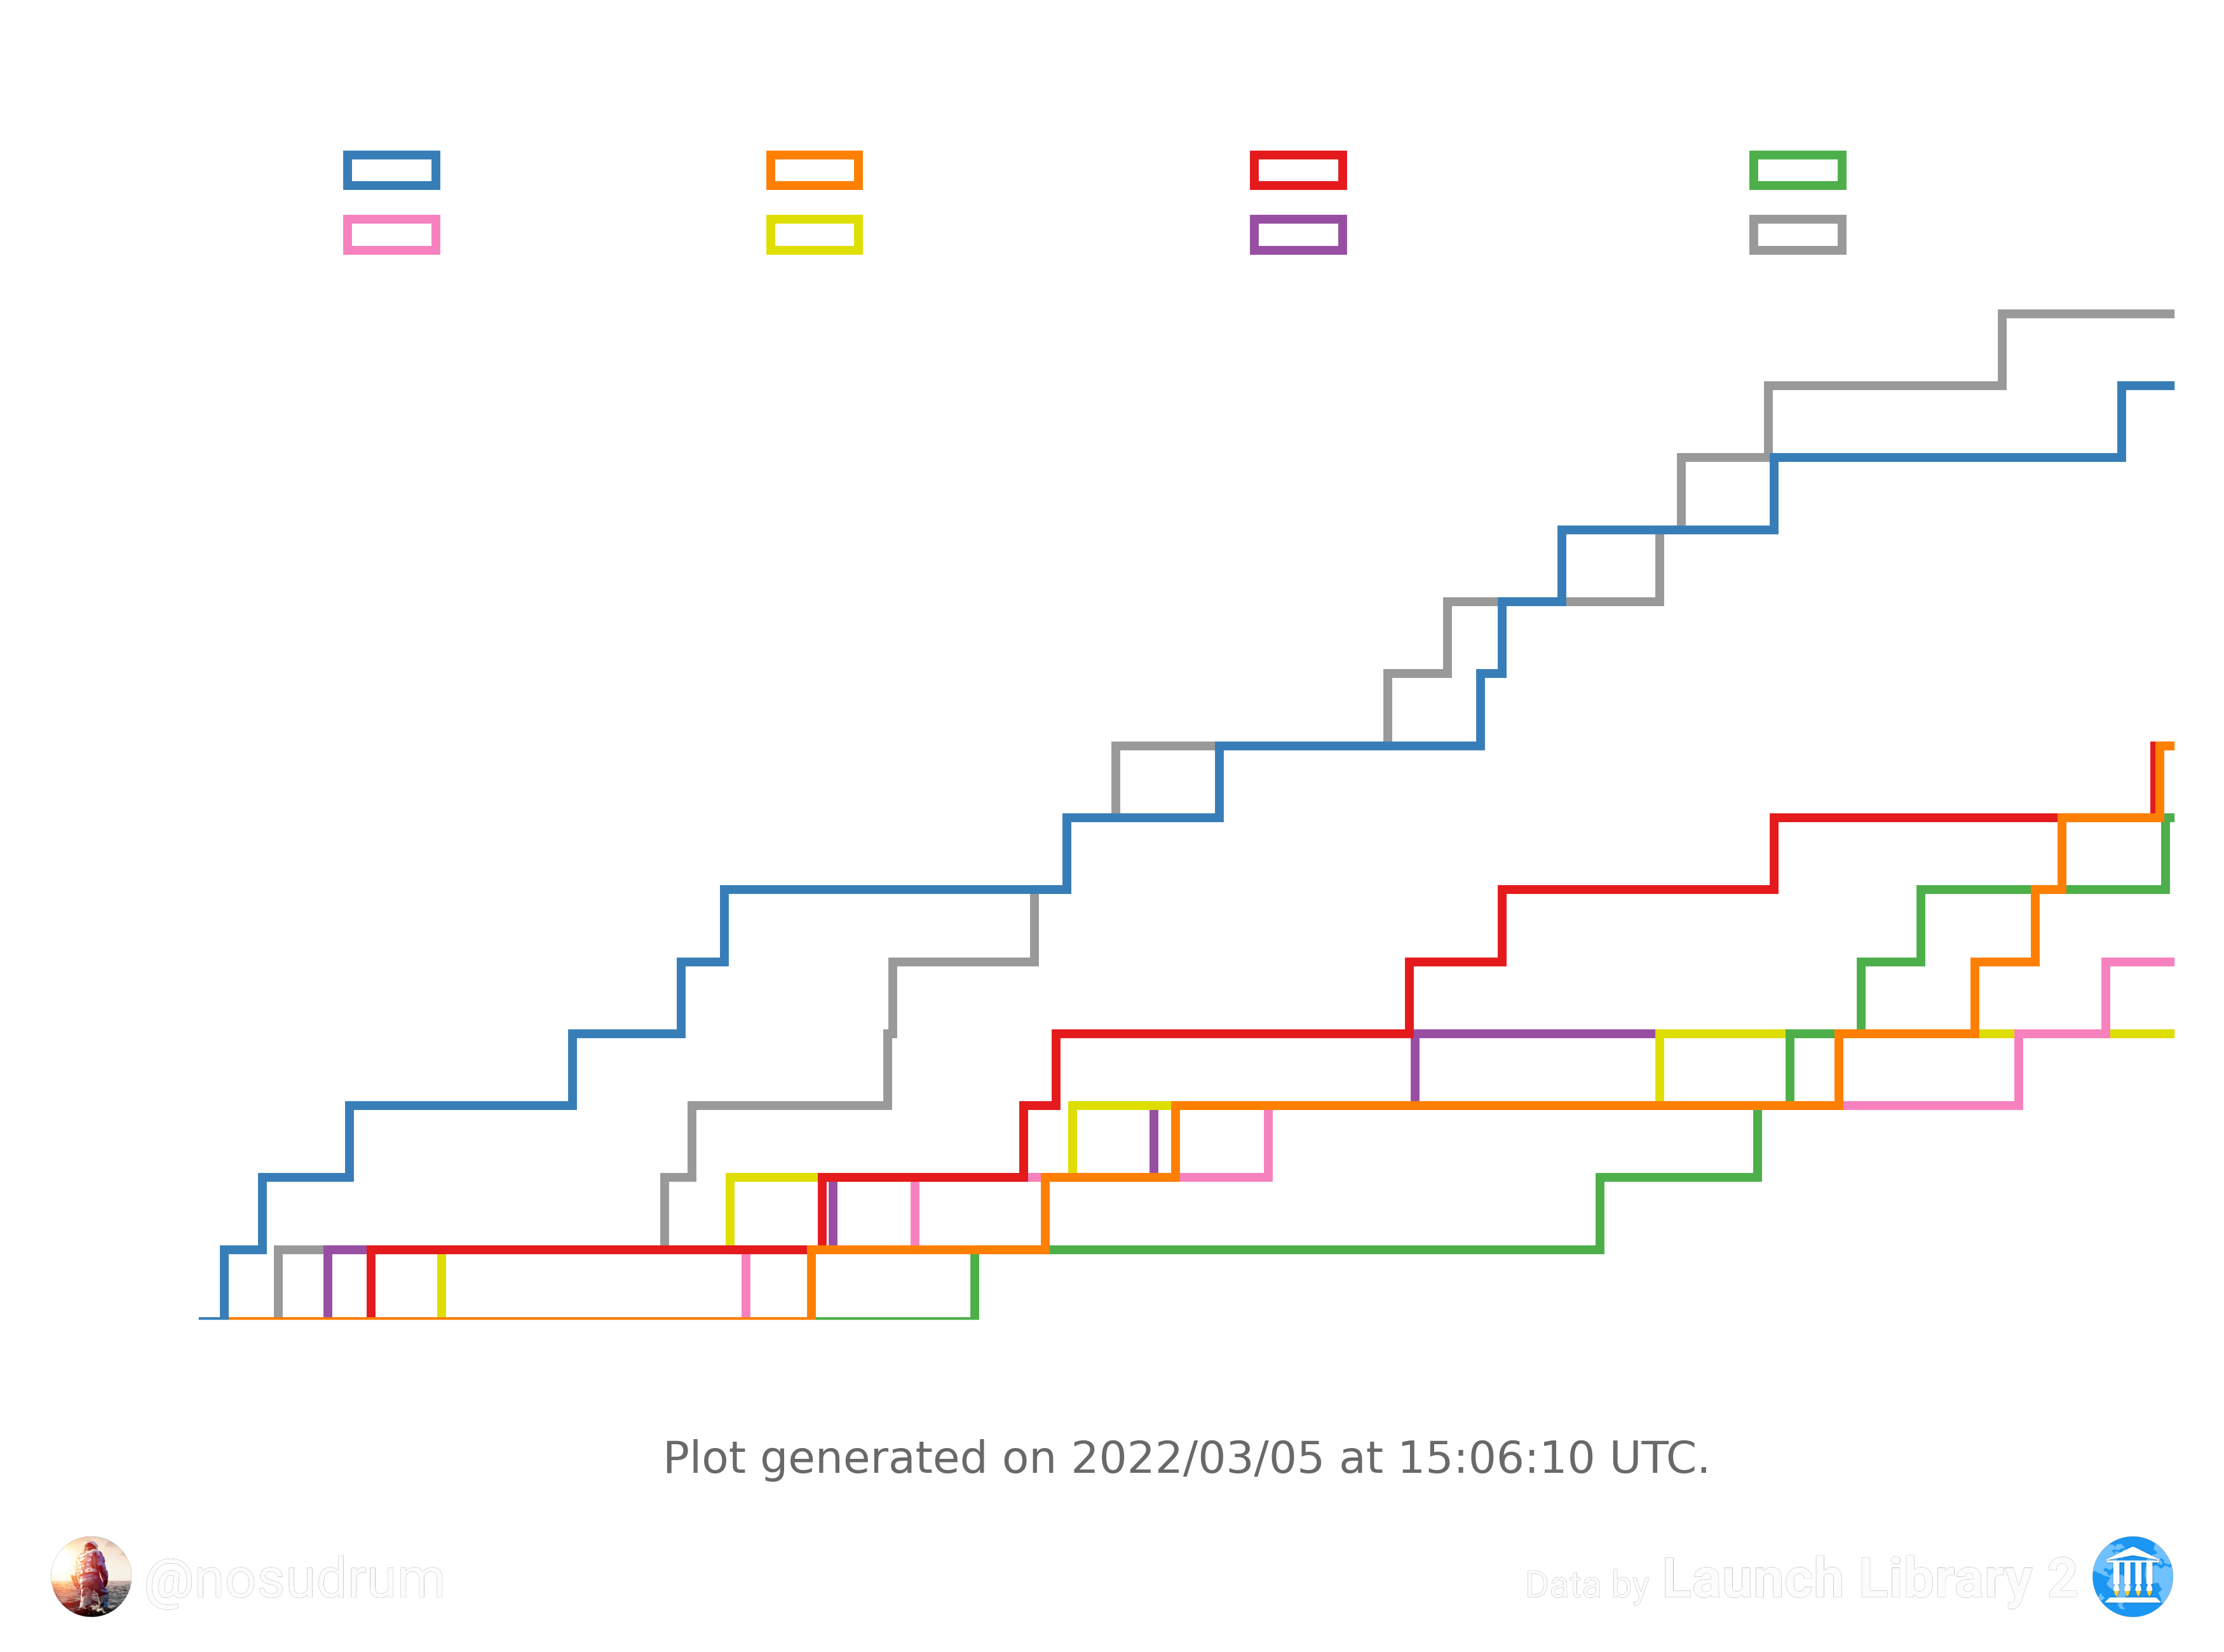 Plot generated on 2022/03/05 at 15:06:10 UTC.
@nosudrum
Data by Launch Library 2